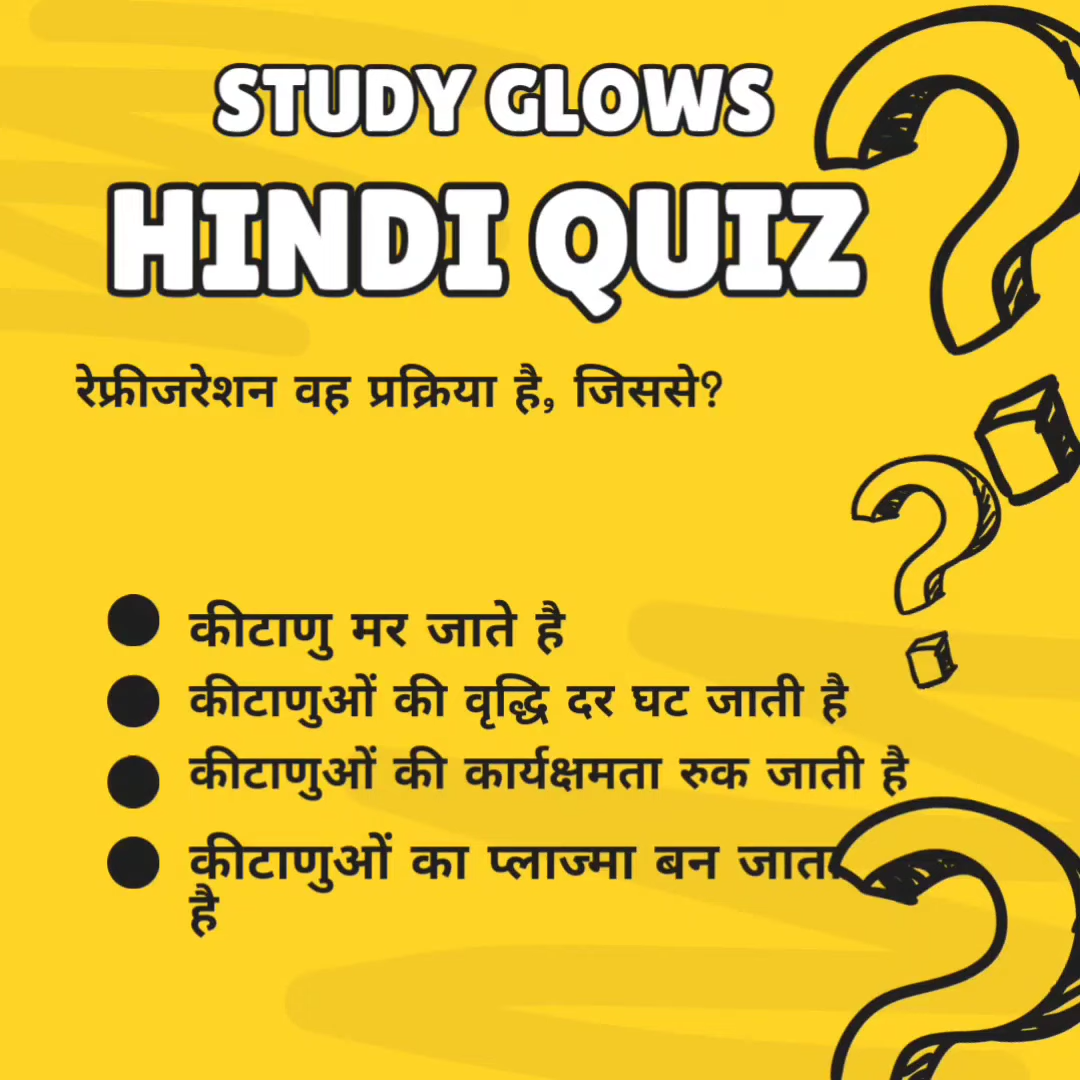 STUDY GLOWS
HINDI QUIZ
रेफ्रीजरेशन वह प्रक्रिया है, जिससे?
कीटाणु मर जाते है
कीटाणुओं की वृद्धि दर घट जाती है
कीटाणुओं की कार्यक्षमता रुक जाती है
कीटाणुओं का प्लाज्मा बन जाता
है